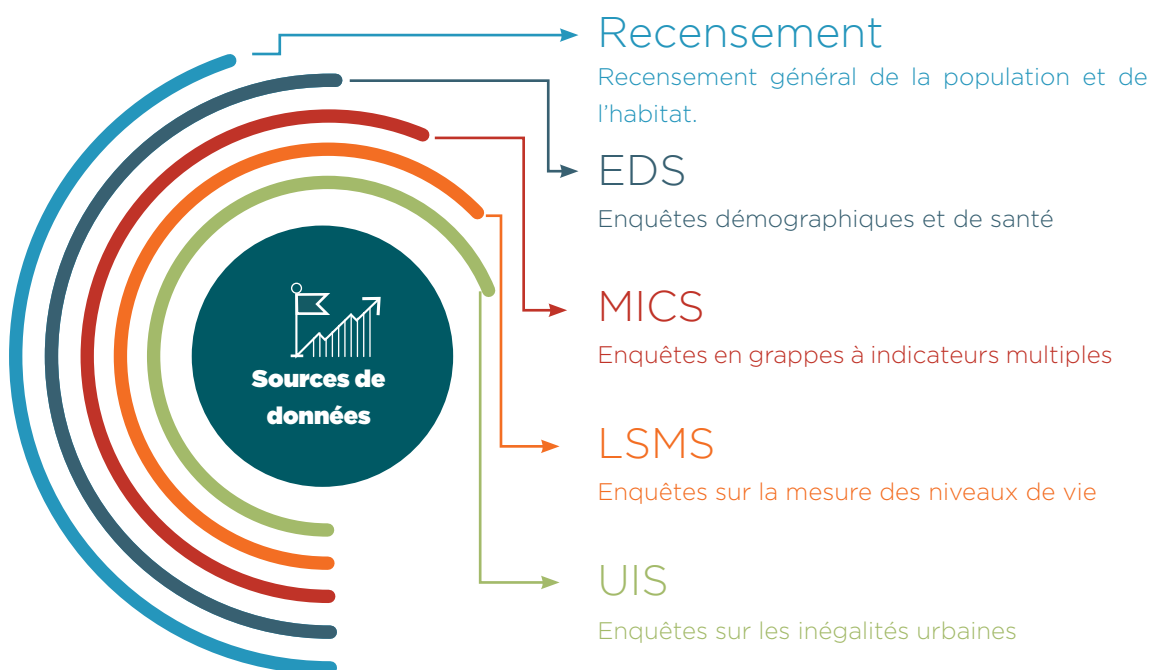 Recensement
Recensement général de la population et de
l'habitat.
EDS
Enquêtes démographiques et de santé
MICS
Enquêtes en grappes à indicateurs multiples
Sources de
données
LSMS
Enquêtes sur la mesure des niveaux de vie
UIS
Enquêtes sur les inégalités urbaines